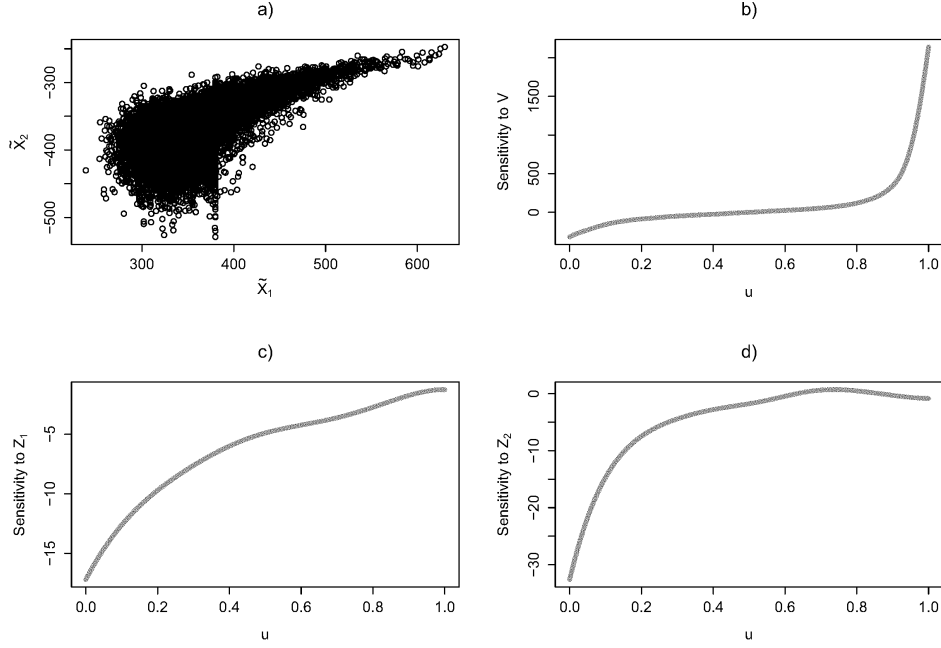 a)
X̃₂
−300
−400
−500
300 400 500 600
X̃₁
b)
Sensitivity to V
1500
500
0
0.0 0.2 0.4 0.6 0.8 1.0
u
c)
Sensitivity to Z₁
−5
−10
−15
0.0 0.2 0.4 0.6 0.8 1.0
u
d)
Sensitivity to Z₂
0
−10
−20
−30
0.0 0.2 0.4 0.6 0.8 1.0
u